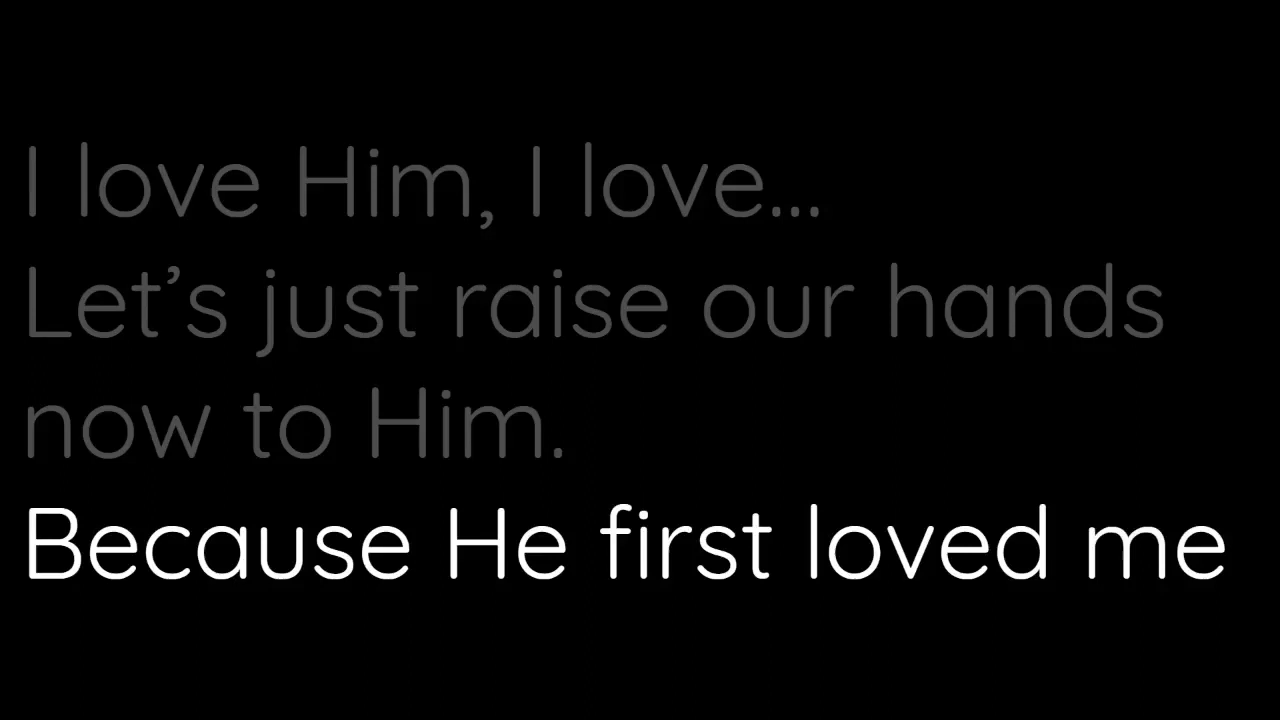 I love Him, I love...
Let’s just raise our hands
now to Him.
Because He first loved me